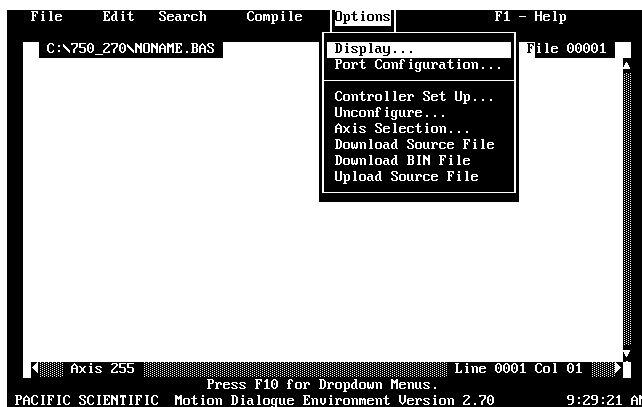 File Edit Search Compile Options F1 - Help
C:\750_270\NONAME.BAS File 00001
Display...
Port Configuration...
Controller Set Up...
Unconfigure...
Axis Selection...
Download Source File
Download BIN File
Upload Source File
Axis 255 Line 0001 Col 01
Press F10 for Dropdown Menus.
PACIFIC SCIENTIFIC Motion Dialogue Environment Version 2.70 9:29:21 AM